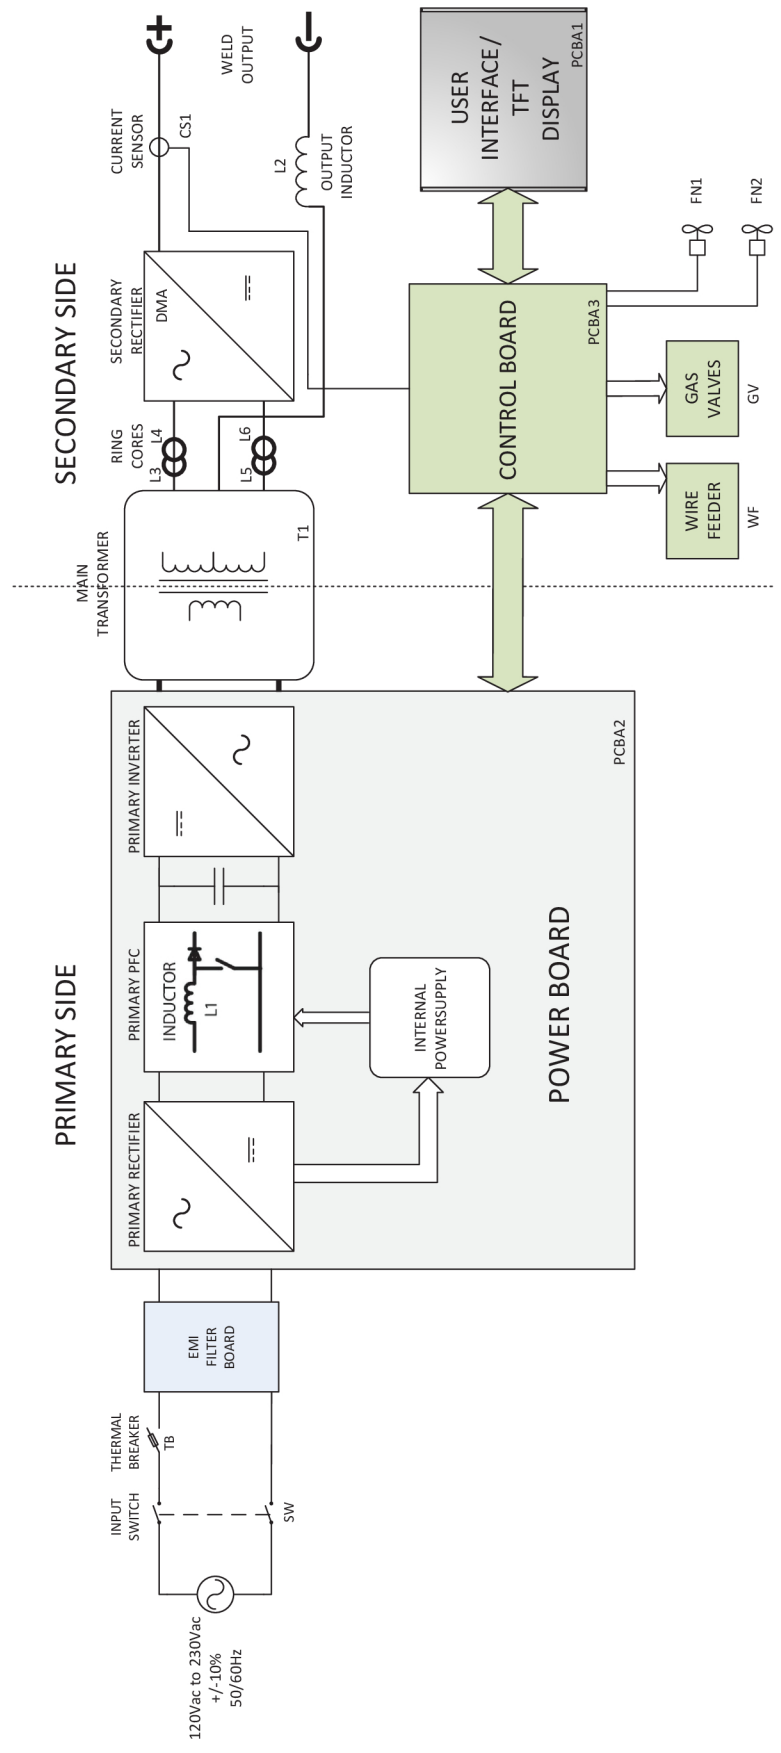 PRIMARY SIDE
SECONDARY SIDE
120Vac to 230Vac
+/-10%
50/60Hz
INPUT
SWITCH
SW
THERMAL
BREAKER
TB
EMI
FILTER
BOARD
PRIMARY RECTIFIER
PRIMARY PFC
INDUCTOR
L1
PRIMARY INVERTER
INTERNAL
POWERSUPPLY
POWER BOARD
PCBA2
MAIN
TRANSFORMER
T1
RING
CORES
L3
L4
L5
L6
SECONDARY
RECTIFIER
DMA
CURRENT
SENSOR
CS1
WELD
OUTPUT
+
−
L2
OUTPUT
INDUCTOR
CONTROL BOARD
PCBA3
USER
INTERFACE/
TFT
DISPLAY
PCBA1
WIRE
FEEDER
WF
GAS
VALVES
GV
FN1
FN2